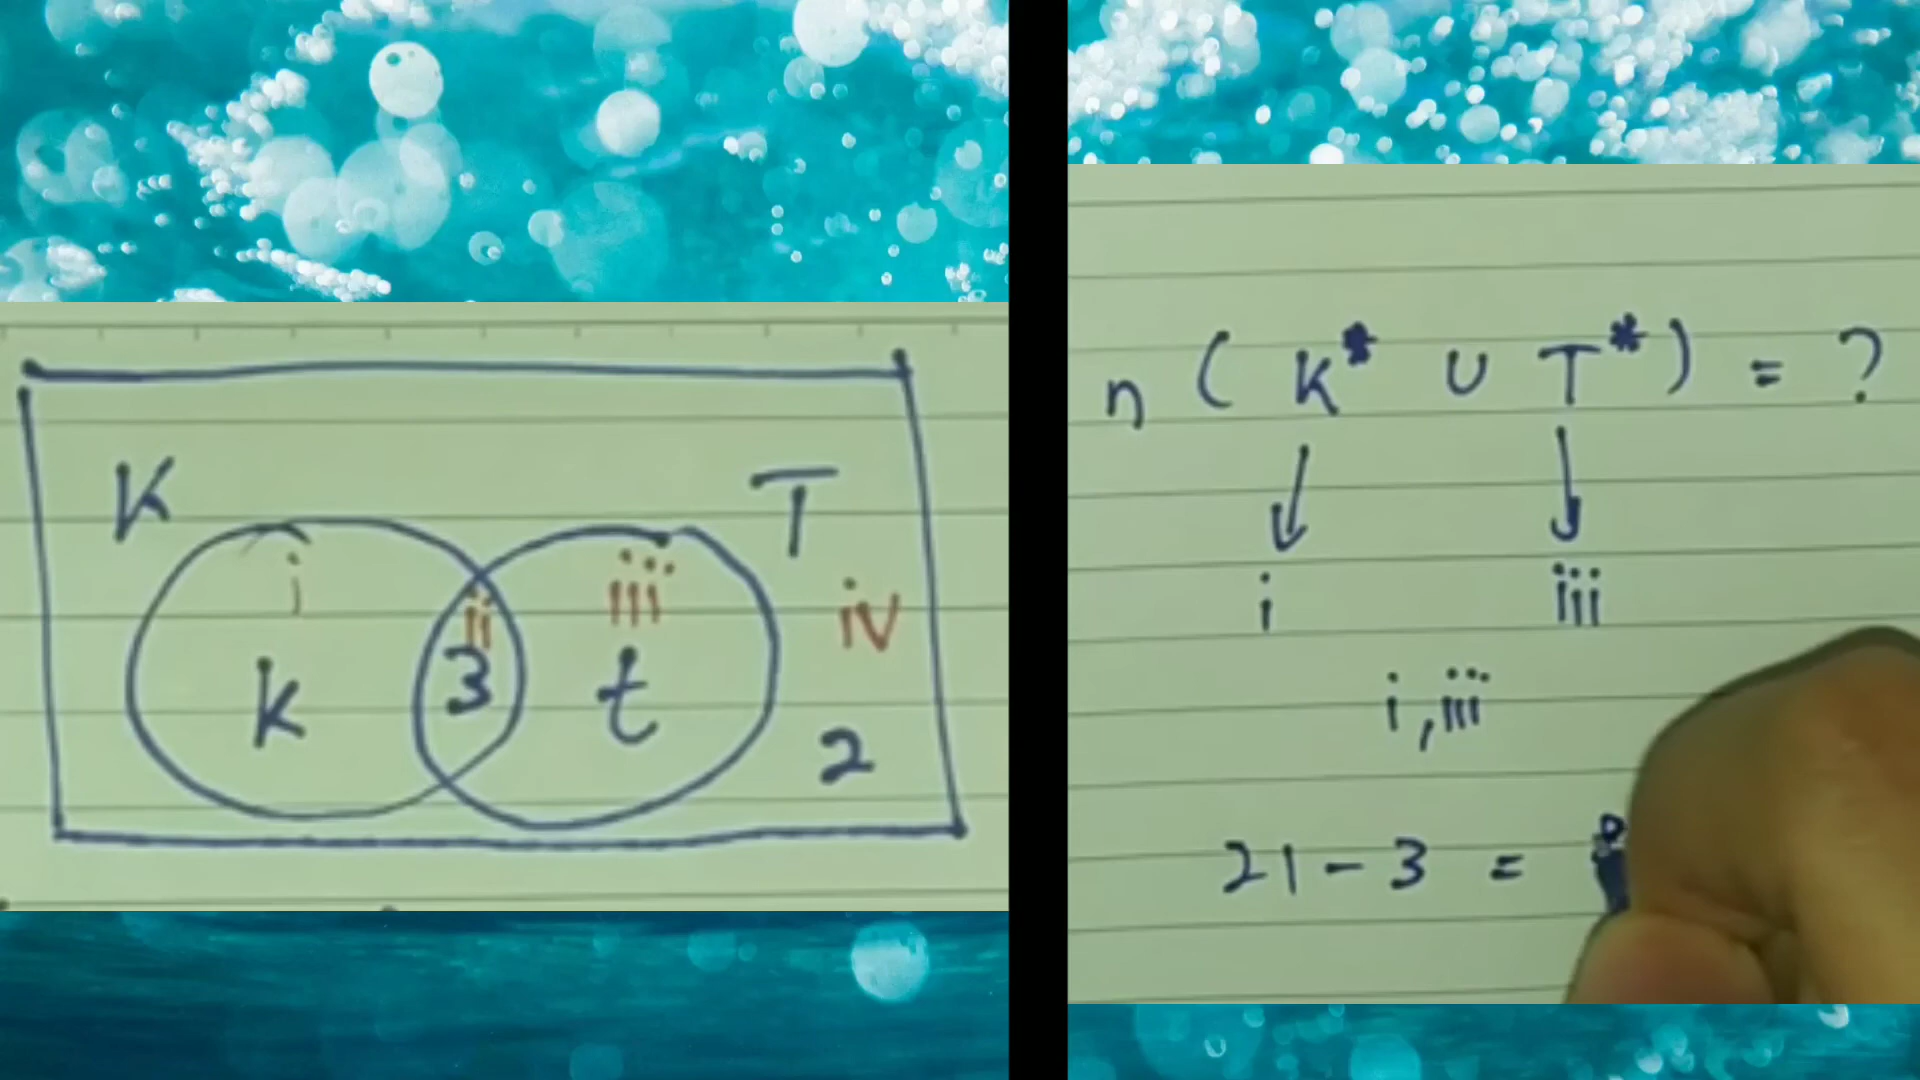 K T
i ii iii iv
k 3 t
2
n ( K* ∪ T* ) = ?
i iii
i , iii
21 - 3 =